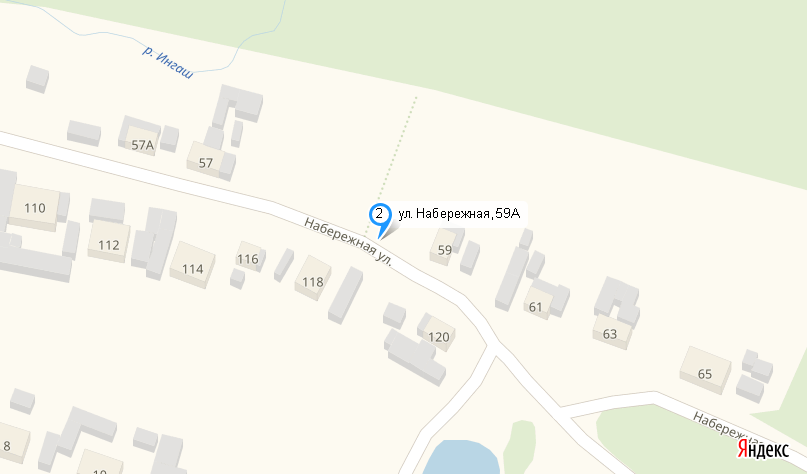 р. Ингаш
57А
57
110
2
ул. Набережная,59А
Набережная ул.
112
59
116
114
118
61
63
120
65
Набережная
8
Яндекс